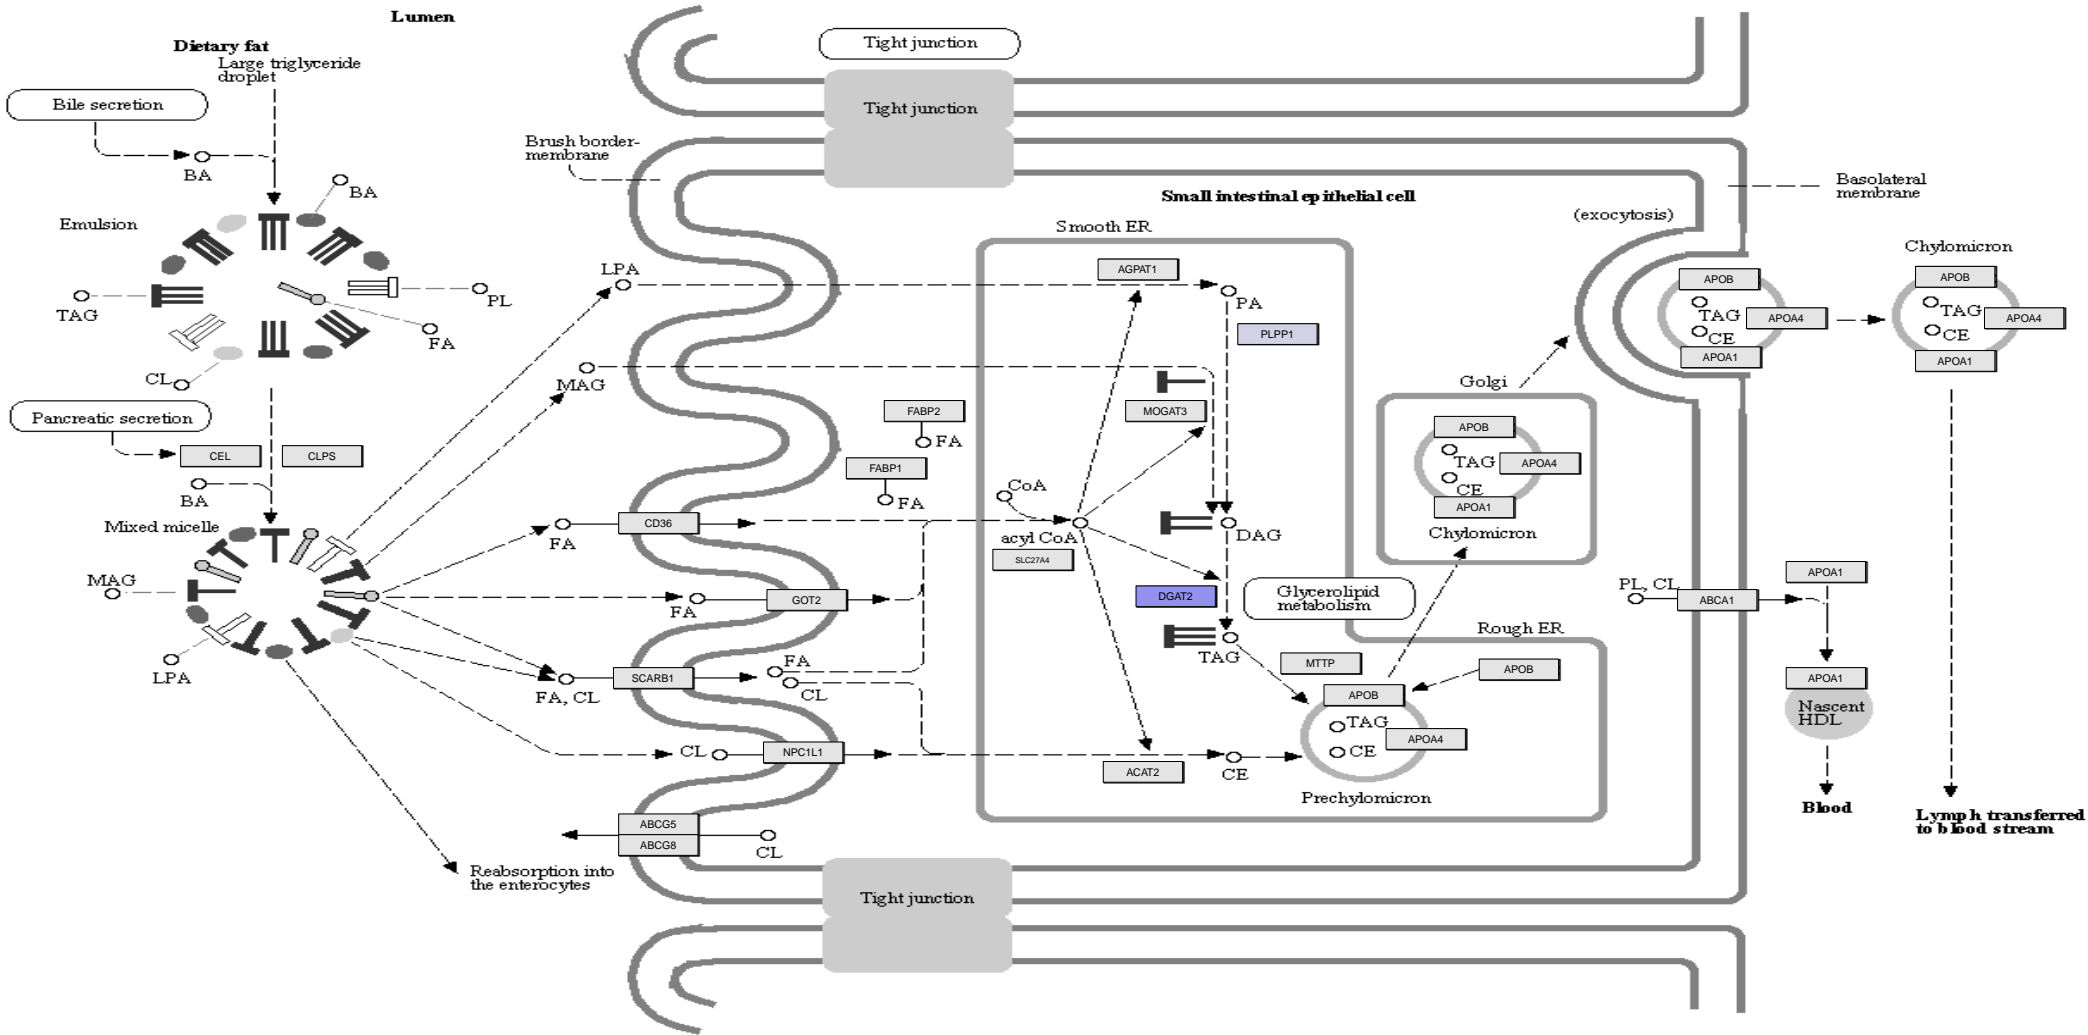 Lumen
Dietary fat
Large triglyceride
droplet
Bile secretion
BA
BA
Emulsion
TAG
PL
FA
CL
Pancreatic secretion
CEL
CLPS
BA
Mixed micelle
MAG
LPA
Reabsorption into
the enterocytes
Tight junction
Tight junction
Brush border-
membrane
Small intestinal epithelial cell
Basolateral
membrane
(exocytosis)
Smooth ER
LPA
AGPAT1
PA
PLPP1
MAG
MOGAT3
FABP2
FA
FABP1
FA
CoA
acyl CoA
SLC27A4
DAG
DGAT2
Glycerolipid
metabolism
TAG
FA
CD36
FA
GOT2
FA, CL
SCARB1
FA
CL
CL
NPC1L1
ACAT2
CE
ABCG5
ABCG8
CL
Rough ER
MTTP
APOB
APOB
TAG
APOA4
CE
Prechylomicron
Golgi
APOB
TAG
APOA4
CE
APOA1
Chylomicron
APOB
TAG
APOA4
CE
APOA1
Chylomicron
APOB
TAG
APOA4
CE
APOA1
PL, CL
ABCA1
APOA1
APOA1
Nascent
HDL
Blood
Lymph transferred
to blood stream
Tight junction